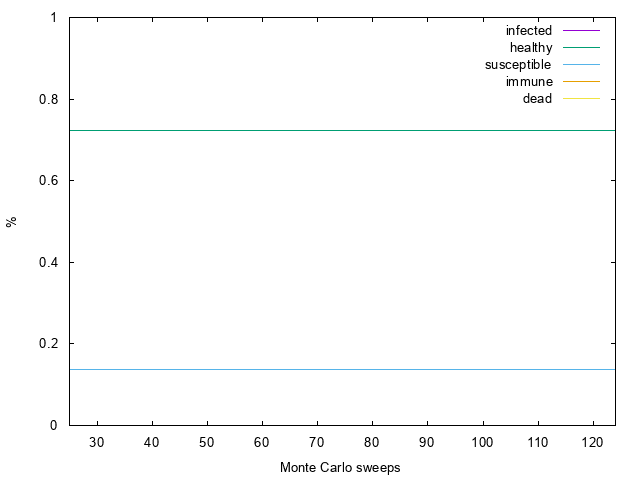 1
0.8
0.6
0.4
0.2
0
%
infected
healthy
susceptible
immune
dead
30 40 50 60 70 80 90 100 110 120
Monte Carlo sweeps